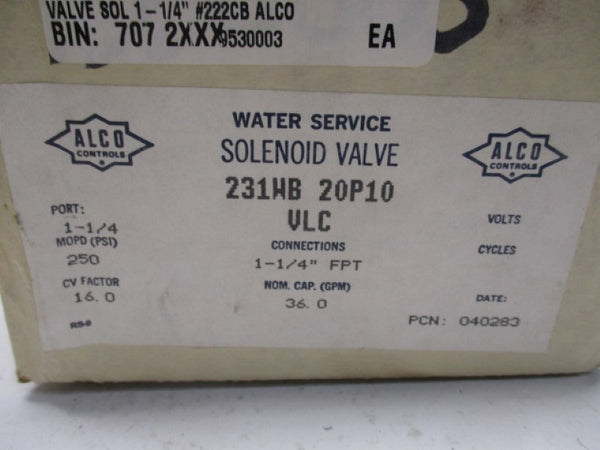 VALVE SOL 1-1/4" #222CB ALCO
BIN: 707 2XXX 9530003 EA
ALCO
CONTROLS
WATER SERVICE
SOLENOID VALVE
231WB 20P10
VLC
ALCO
CONTROLS
PORT:
1-1/4
MOPD (PSI)
250
CV FACTOR
16.0
RS-0
CONNECTIONS
1-1/4" FPT
NOM. CAP. (GPM)
36.0
VOLTS
CYCLES
DATE:
PCN: 040283